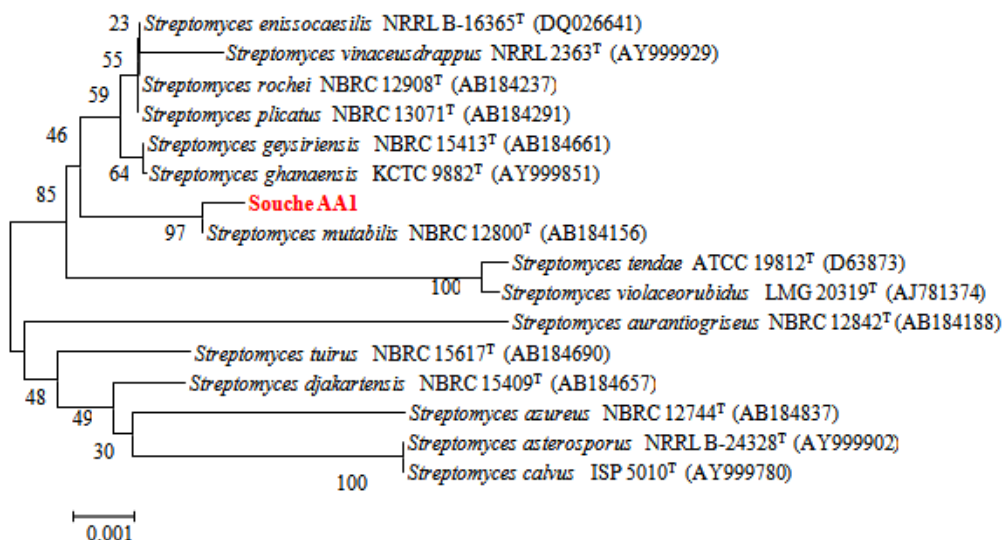 23 Streptomyces enissocaesilis NRRL B-16365T (DQ026641)
55 Streptomyces vinaceusdrappus NRRL 2363T (AY999929)
Streptomyces rochei NBRC 12908T (AB184237)
59
Streptomyces plicatus NBRC 13071T (AB184291)
46
Streptomyces geysiriensis NBRC 15413T (AB184661)
64 Streptomyces ghanaensis KCTC 9882T (AY999851)
85
Souche AA1
97 Streptomyces mutabilis NBRC 12800T (AB184156)
Streptomyces tendae ATCC 19812T (D63873)
100 Streptomyces violaceorubidus LMG 20319T (AJ781374)
Streptomyces aurantiogriseus NBRC 12842T (AB184188)
Streptomyces tuirus NBRC 15617T (AB184690)
Streptomyces djakartensis NBRC 15409T (AB184657)
48
49 Streptomyces azureus NBRC 12744T (AB184837)
30 Streptomyces asterosporus NRRL B-24328T (AY999902)
100 Streptomyces calvus ISP 5010T (AY999780)
0.001